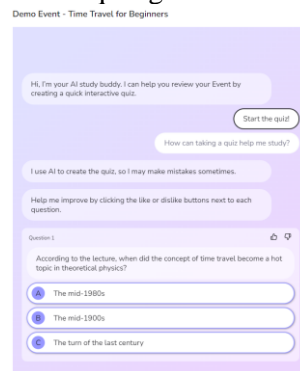 Demo Event - Time Travel for Beginners
Hi, I'm your AI study buddy. I can help you review your Event by
creating a quick interactive quiz.
Start the quiz!
How can taking a quiz help me study?
I use AI to create the quiz, so I may make mistakes sometimes.
Help me improve by clicking the like or dislike buttons next to each
question.
Question 1
According to the lecture, when did the concept of time travel become a hot
topic in theoretical physics?
A The mid-1980s
B The mid-1900s
C The turn of the last century